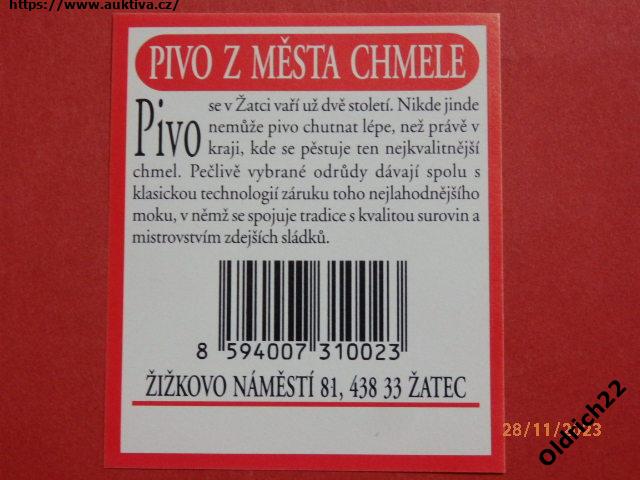 https://www.auktiva.cz/
PIVO Z MĚSTA CHMELE
Pivo se v Žatci vaří už dvě století. Nikde jinde
nemůže pivo chutnat lépe, než právě v
kraji, kde se pěstuje ten nejkvalitnější
chmel. Pečlivě vybrané odrůdy dávají spolu s
klasickou technologií záruku toho nejlahodnějšího
moku, v němž se spojuje tradice s kvalitou surovin a
mistrovstvím zdejších sládků.
8 594007 310023
ŽIŽKOVO NÁMĚSTÍ 81, 438 33 ŽATEC
28/11/2023
Oldrich22